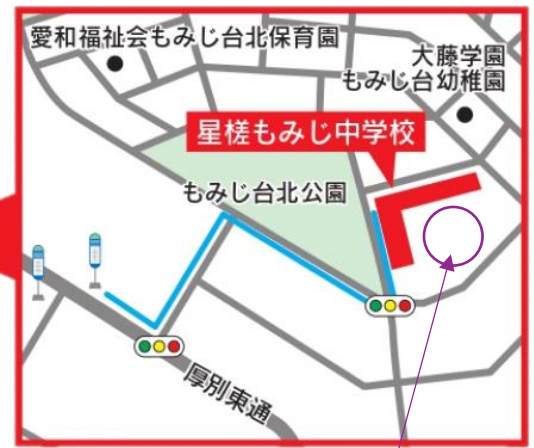 愛和福祉会もみじ台北保育園
大藤学園
もみじ台幼稚園
星槎もみじ中学校
もみじ台北公園
厚別東通